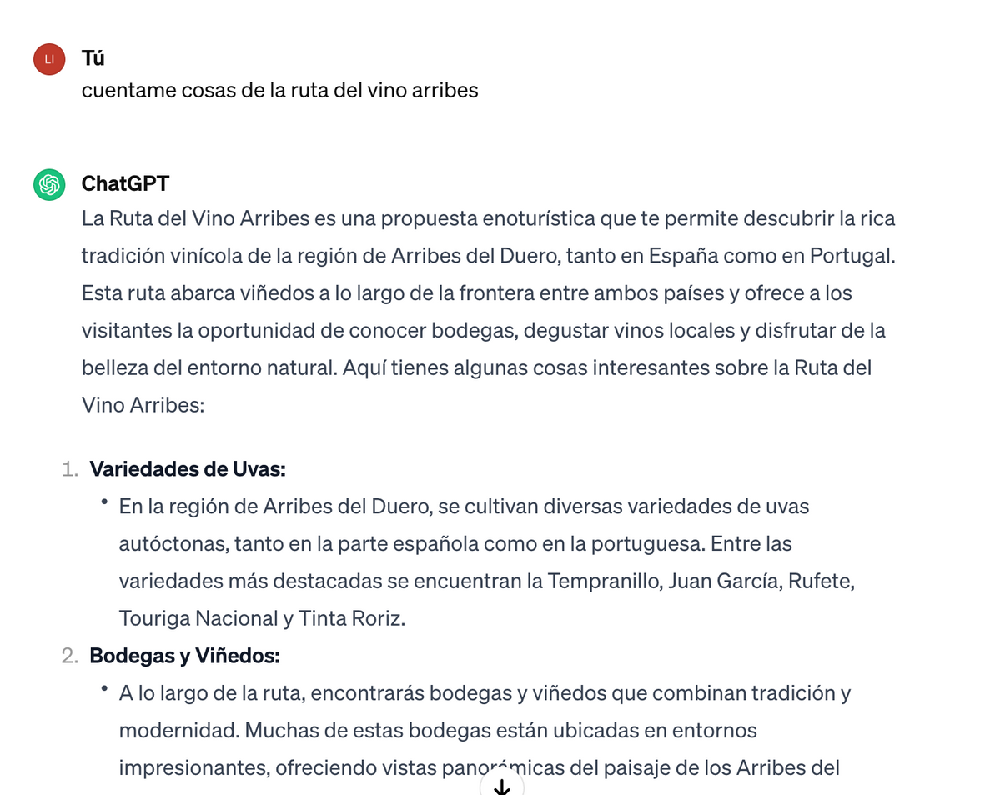 LI
Tú
cuentame cosas de la ruta del vino arribes
ChatGPT
La Ruta del Vino Arribes es una propuesta enoturística que te permite descubrir la rica
tradición vinícola de la región de Arribes del Duero, tanto en España como en Portugal.
Esta ruta abarca viñedos a lo largo de la frontera entre ambos países y ofrece a los
visitantes la oportunidad de conocer bodegas, degustar vinos locales y disfrutar de la
belleza del entorno natural. Aquí tienes algunas cosas interesantes sobre la Ruta del
Vino Arribes:
1. Variedades de Uvas:
• En la región de Arribes del Duero, se cultivan diversas variedades de uvas
autóctonas, tanto en la parte española como en la portuguesa. Entre las
variedades más destacadas se encuentran la Tempranillo, Juan García, Rufete,
Touriga Nacional y Tinta Roriz.
2. Bodegas y Viñedos:
• A lo largo de la ruta, encontrarás bodegas y viñedos que combinan tradición y
modernidad. Muchas de estas bodegas están ubicadas en entornos
impresionantes, ofreciendo vistas panorámicas del paisaje de los Arribes del